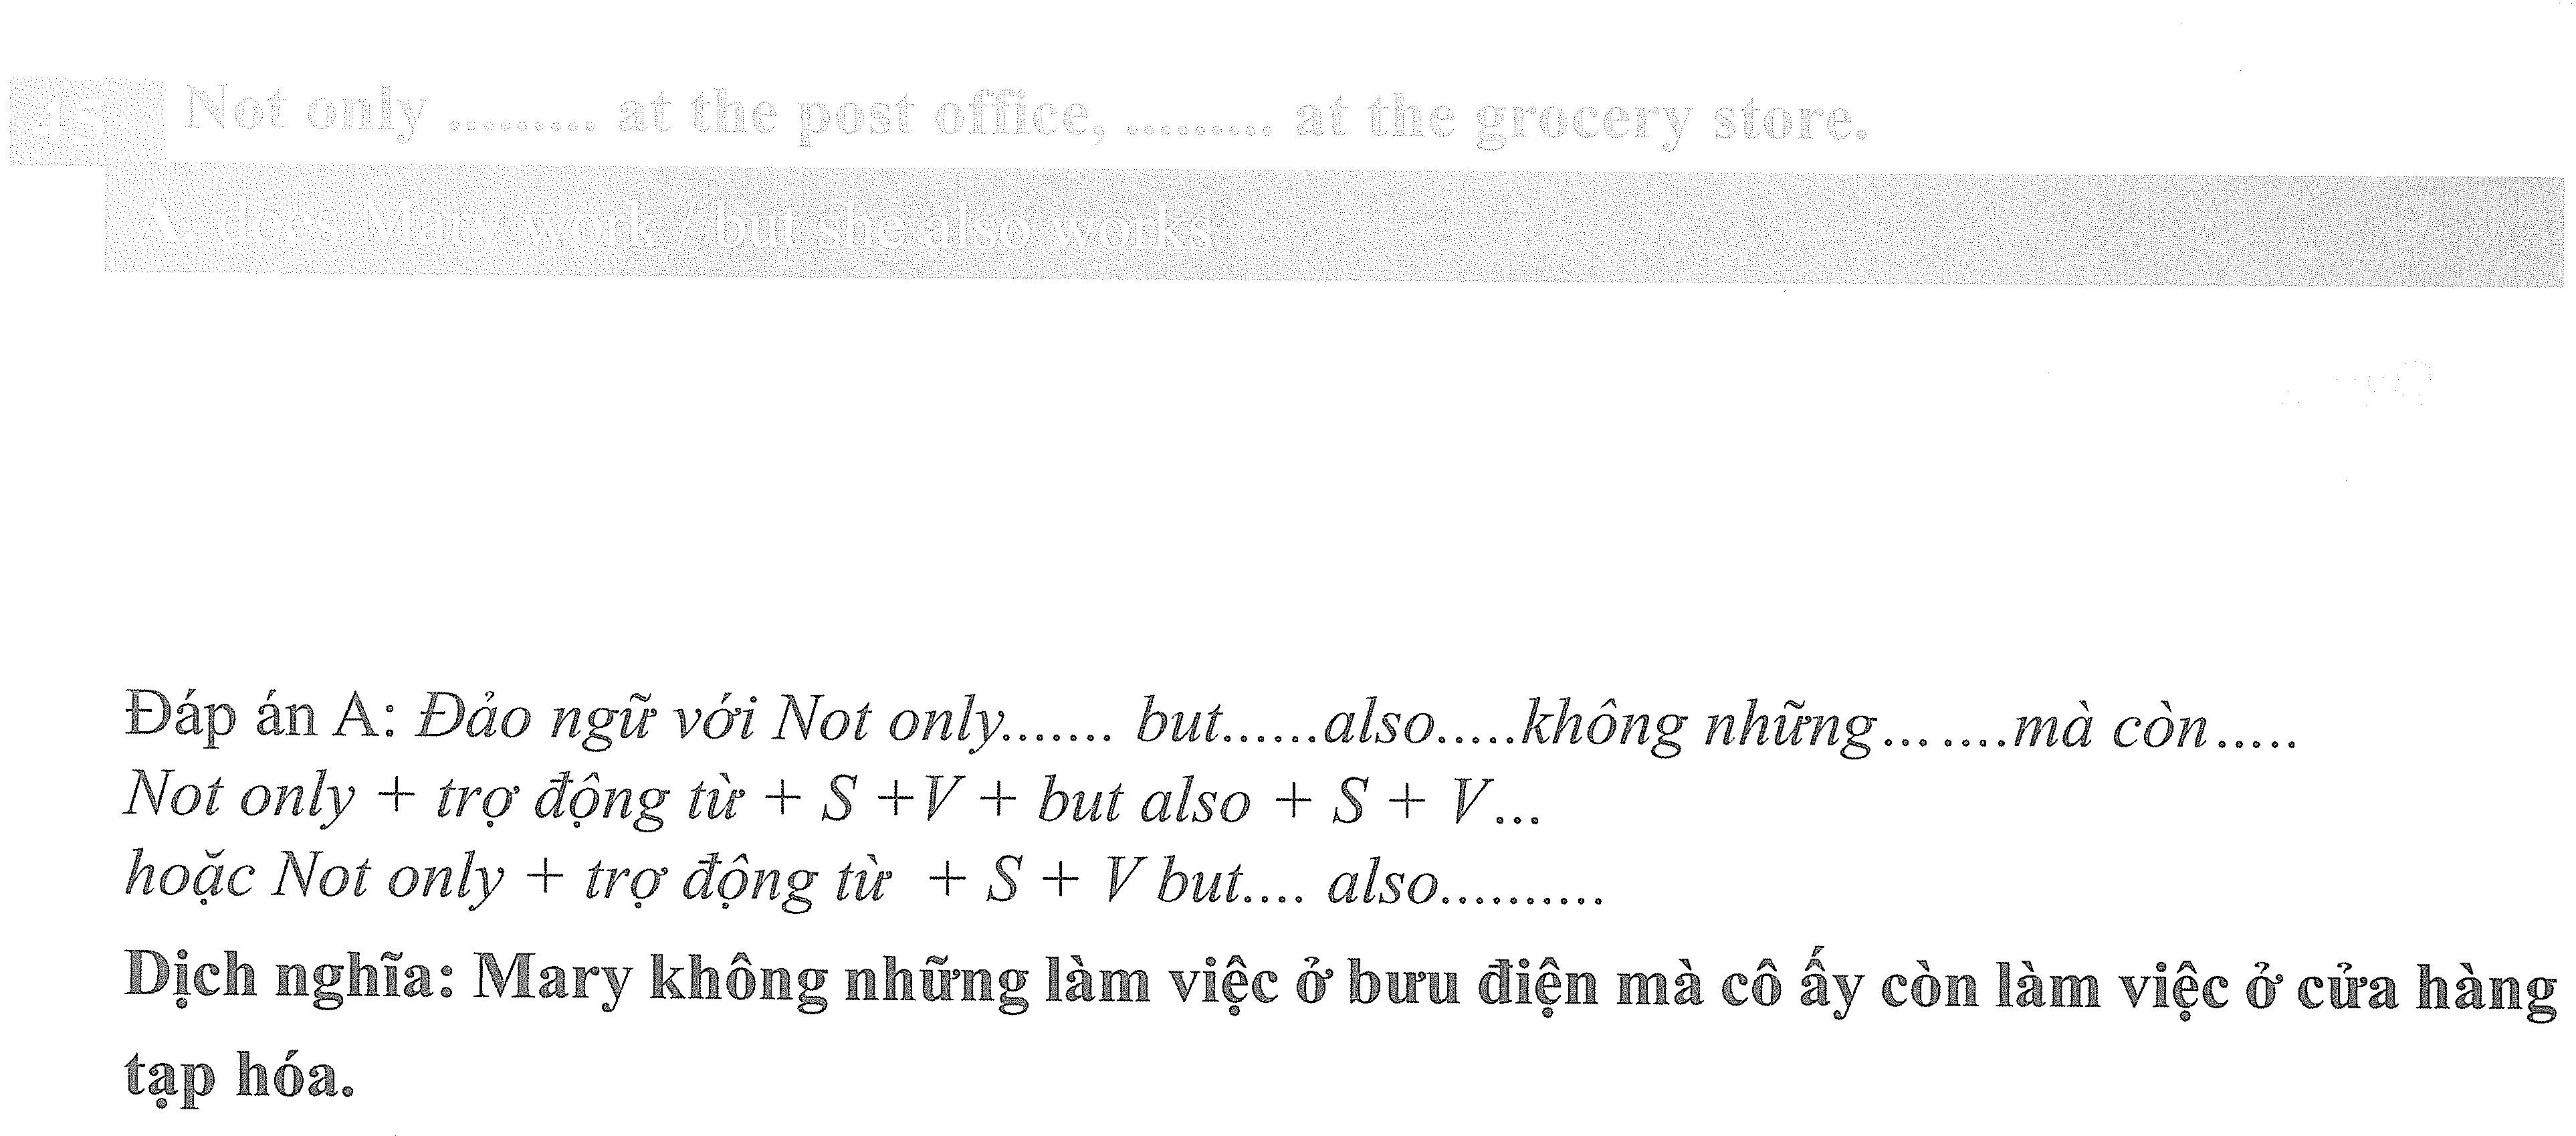 45 Not only ......... at the post office, ......... at the grocery store.
A. does Mary work / but she also works
Đáp án A: Đảo ngữ với Not only....... but......also.....không những... ....mà còn.....
Not only + trợ động từ + S +V + but also + S + V...
hoặc Not only + trợ động từ + S + V but.... also..........
Dịch nghĩa: Mary không những làm việc ở bưu điện mà cô ấy còn làm việc ở cửa hàng
tạp hóa.